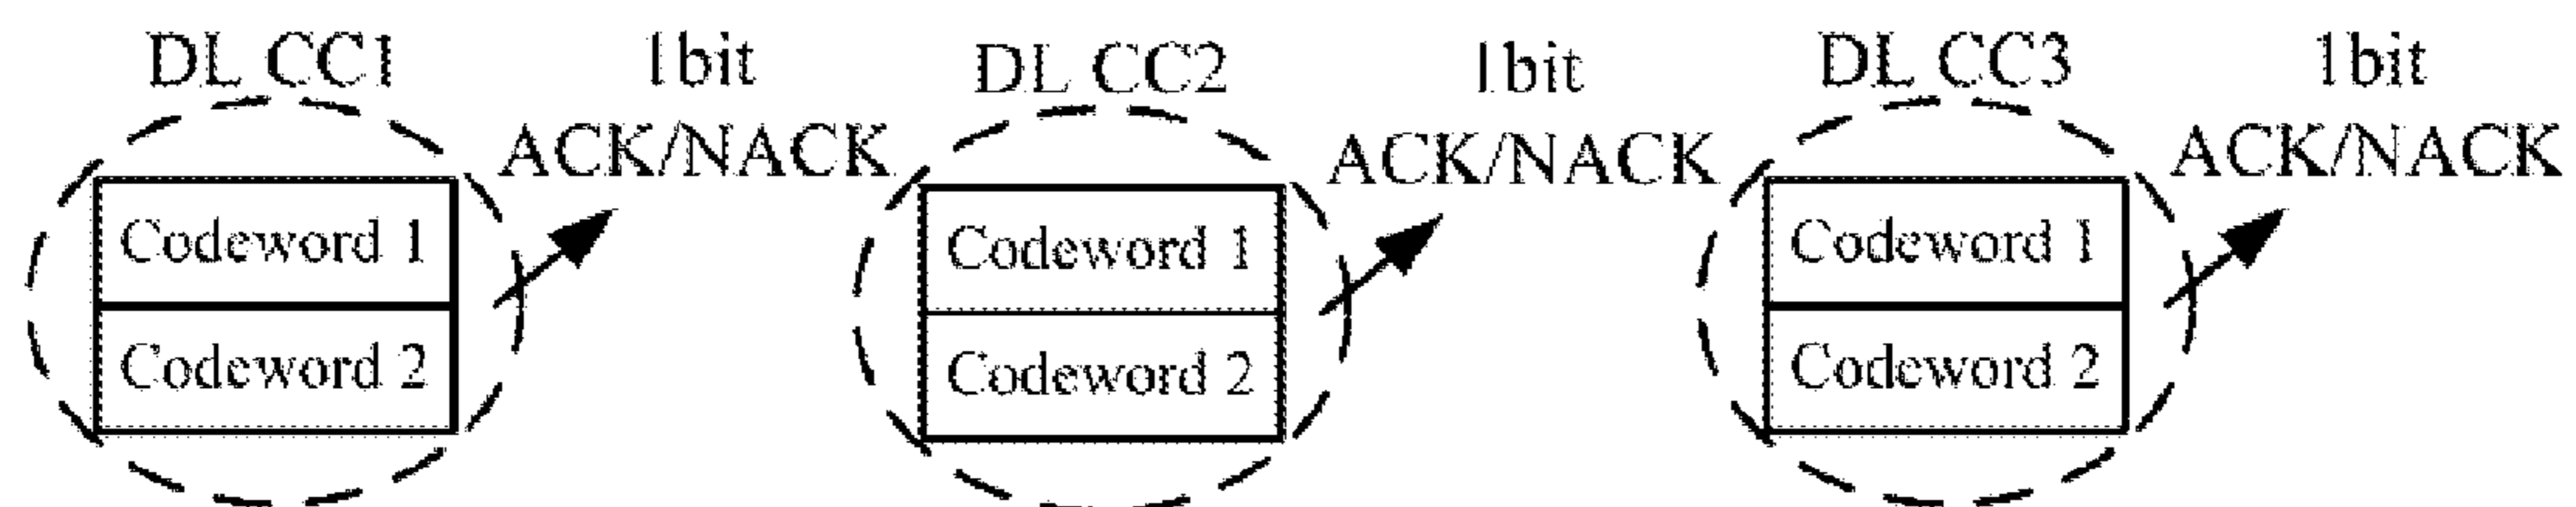 DL CC1
1bit
ACK/NACK
Codeword 1
Codeword 2
DL CC2
1bit
ACK/NACK
Codeword 1
Codeword 2
DL CC3
1bit
ACK/NACK
Codeword 1
Codeword 2